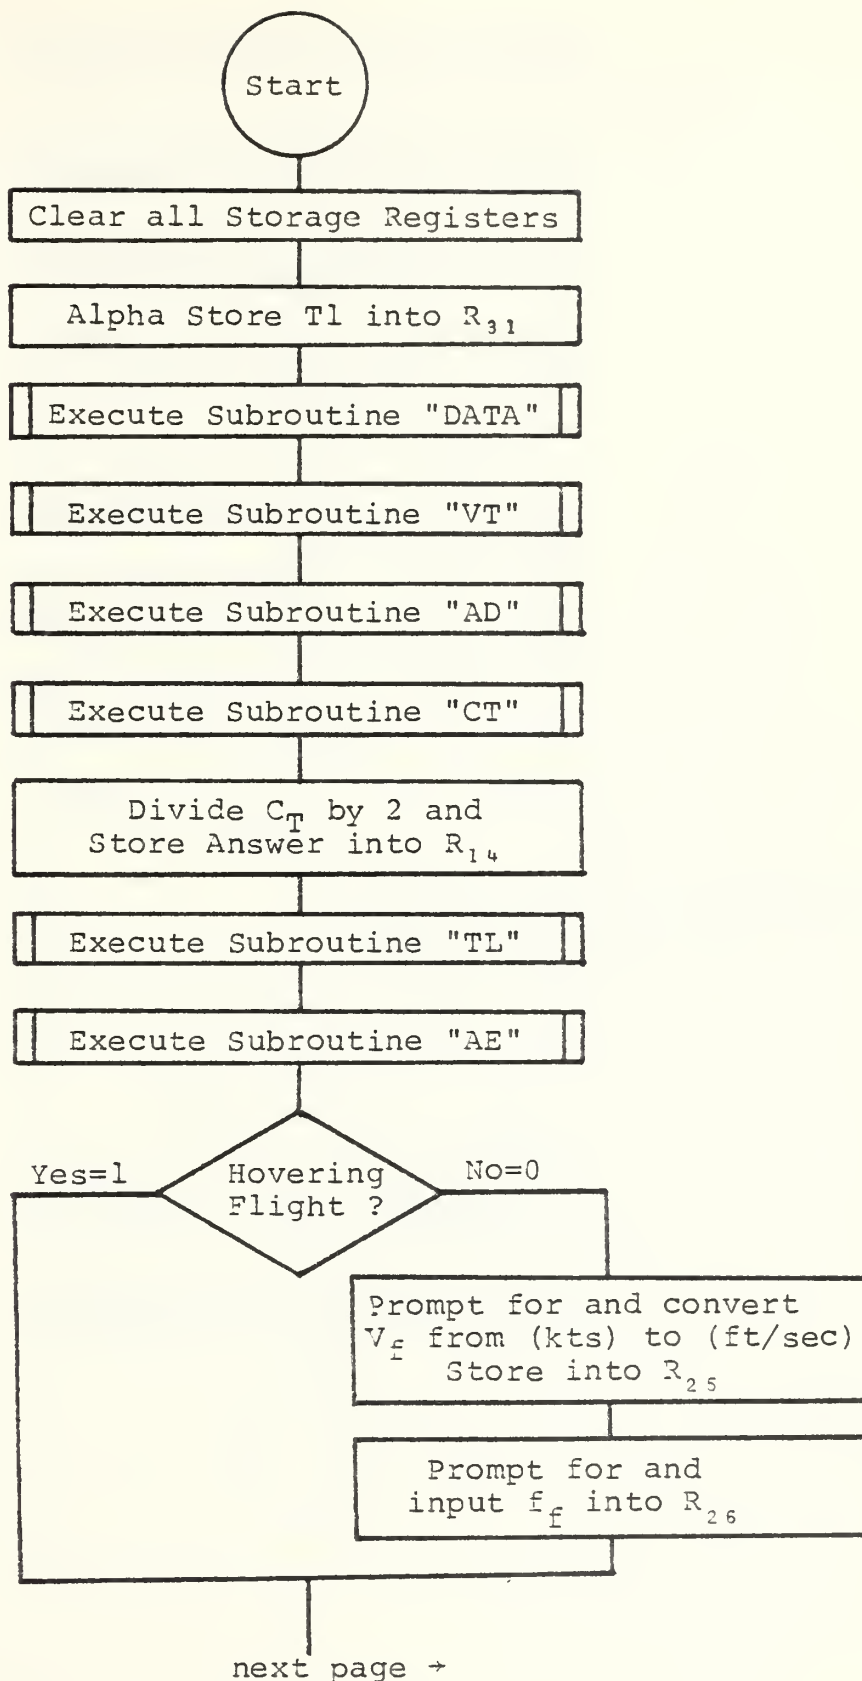 Start
Clear all Storage Registers
Alpha Store T1 into R₃₁
Execute Subroutine "DATA"
Execute Subroutine "VT"
Execute Subroutine "AD"
Execute Subroutine "CT"
Divide C_T by 2 and
Store Answer into R₁₄
Execute Subroutine "TL"
Execute Subroutine "AE"
Yes=1
Hovering
Flight ?
No=0
Prompt for and convert
V_f from (kts) to (ft/sec)
Store into R₂₅
Prompt for and
input f_f into R₂₆
next page →